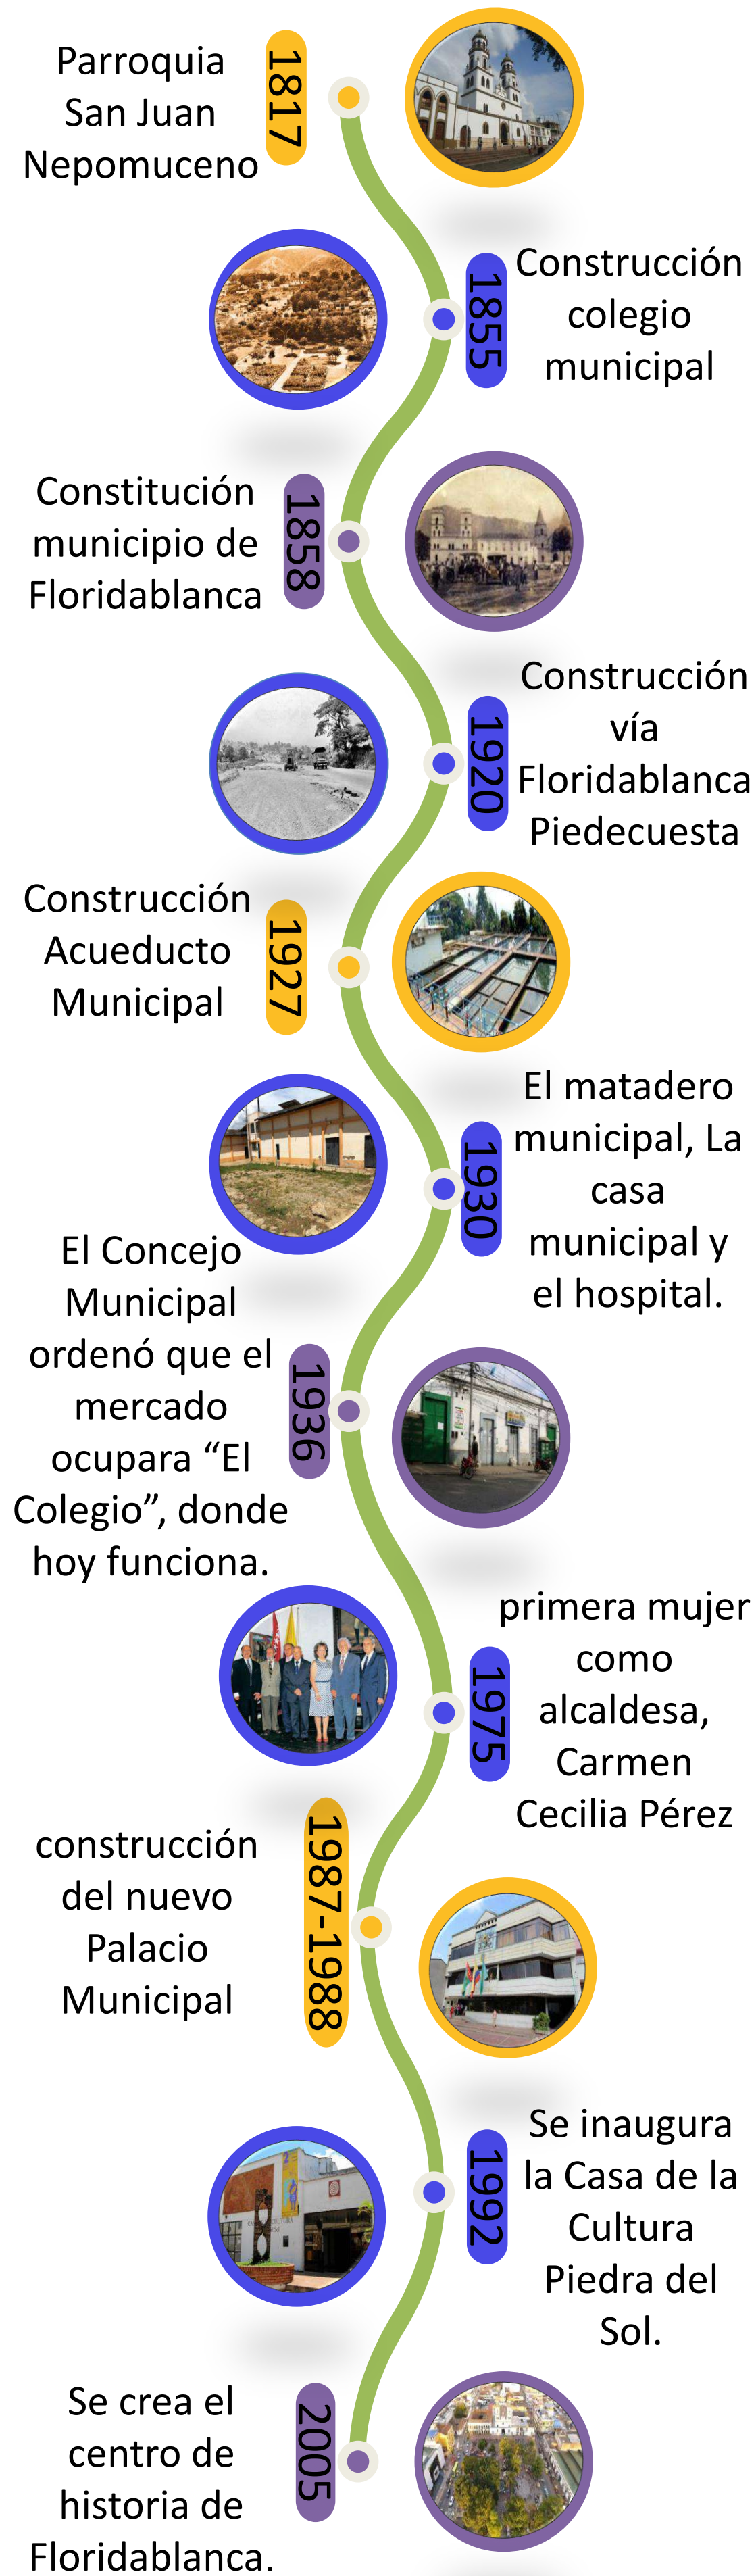 Parroquia
San Juan
Nepomuceno
1817
Construcción
colegio
municipal
1855
Constitución
municipio de
Floridablanca
1858
Construcción
vía
Floridablanca
Piedecuesta
1920
Construcción
Acueducto
Municipal
1927
El matadero
municipal, La
casa
municipal y
el hospital.
1930
El Concejo
Municipal
ordenó que el
mercado
ocupara “El
Colegio”, donde
hoy funciona.
1936
primera mujer
como
alcaldesa,
Carmen
Cecilia Pérez
1975
construcción
del nuevo
Palacio
Municipal
1987-1988
Se inaugura
la Casa de la
Cultura
Piedra del
Sol.
1992
Se crea el
centro de
historia de
Floridablanca.
2005